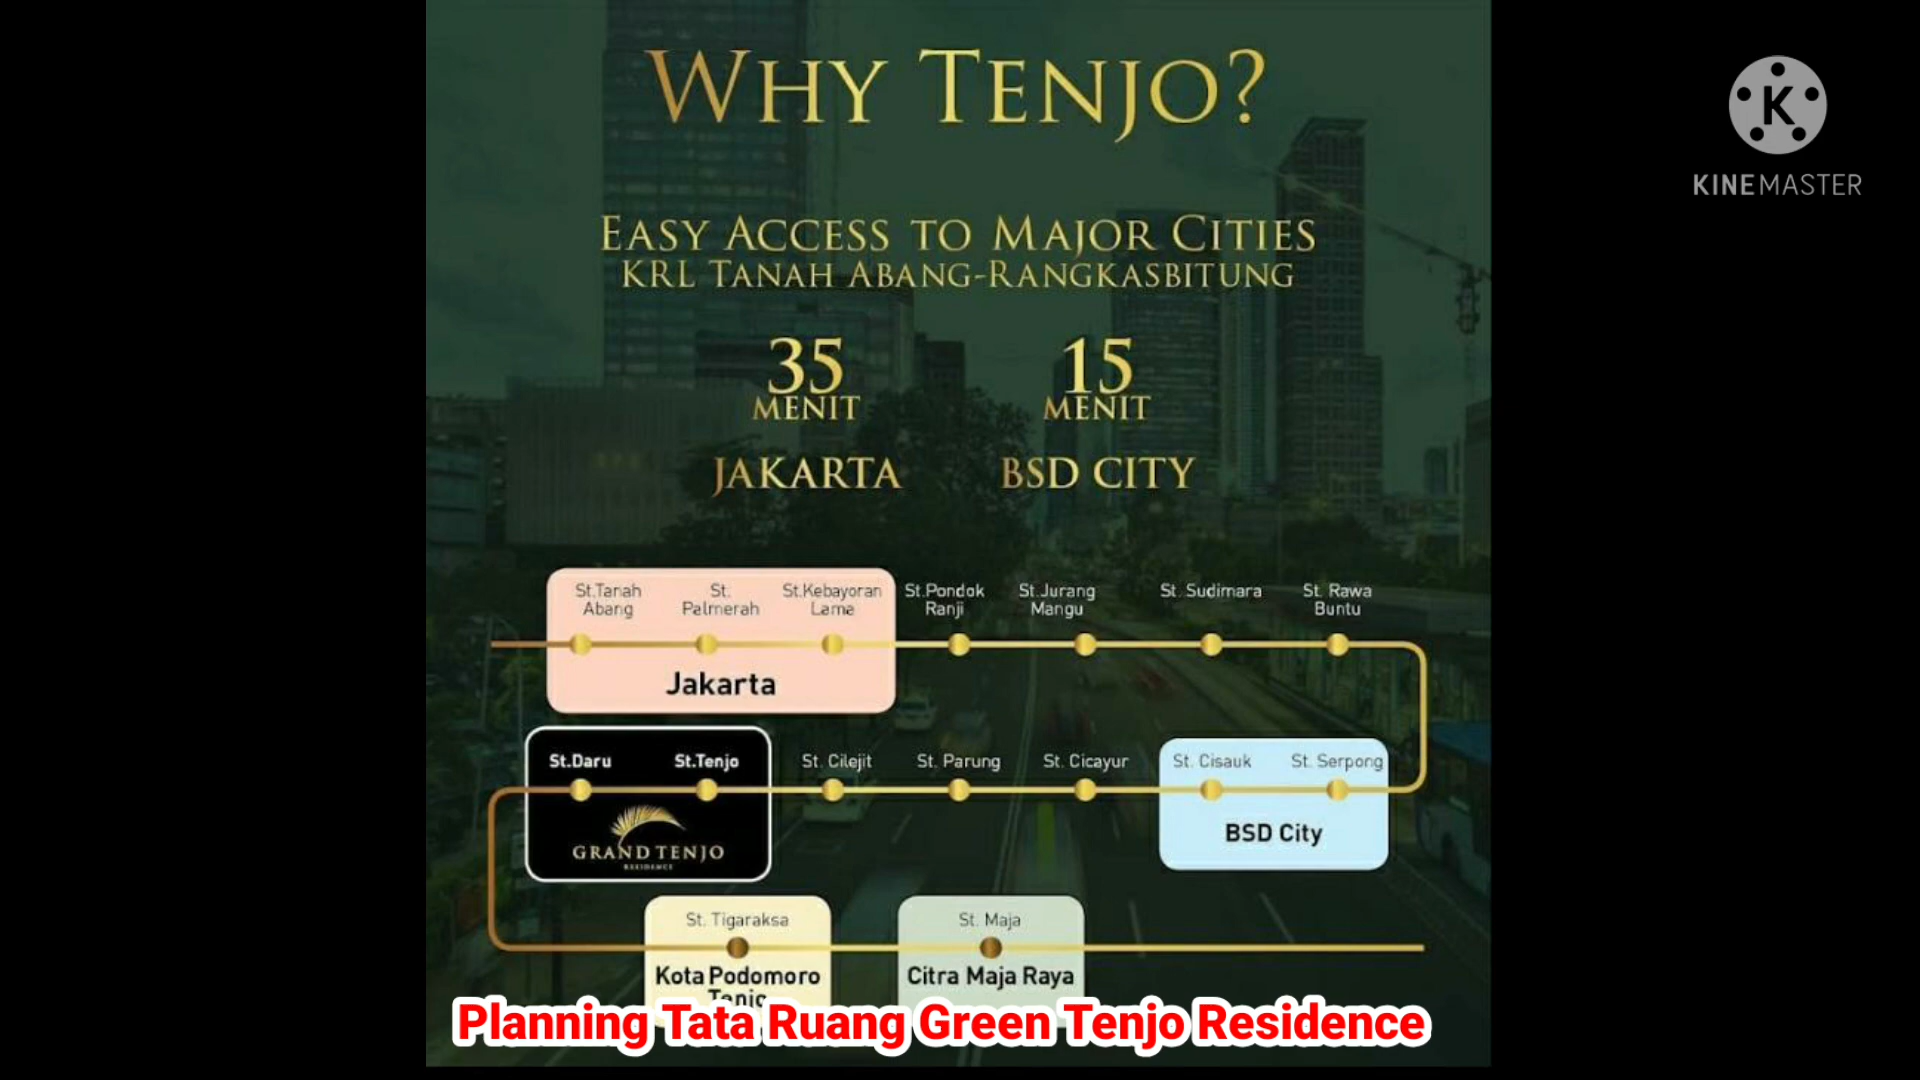 WHY TENJO?
K
KINEMASTER
EASY ACCESS TO MAJOR CITIES
KRL TANAH ABANG-RANGKASBITUNG
35
MENIT
JAKARTA
15
MENIT
BSD CITY
St.Tanah
Abang
St.
Palmerah
St.Kebayoran
Lama
St.Pondok
Ranji
St.Jurang
Mangu
St. Sudimara
St. Rawa
Buntu
Jakarta
St.Daru
St.Tenjo
St. Cilejit
St. Parung
St. Cicayur
St. Cisauk
St. Serpong
GRAND TENJO
RESIDENCE
BSD City
St. Tigaraksa
Kota Podomoro
Tenjo
St. Maja
Citra Maja Raya
Planning Tata Ruang Green Tenjo Residence